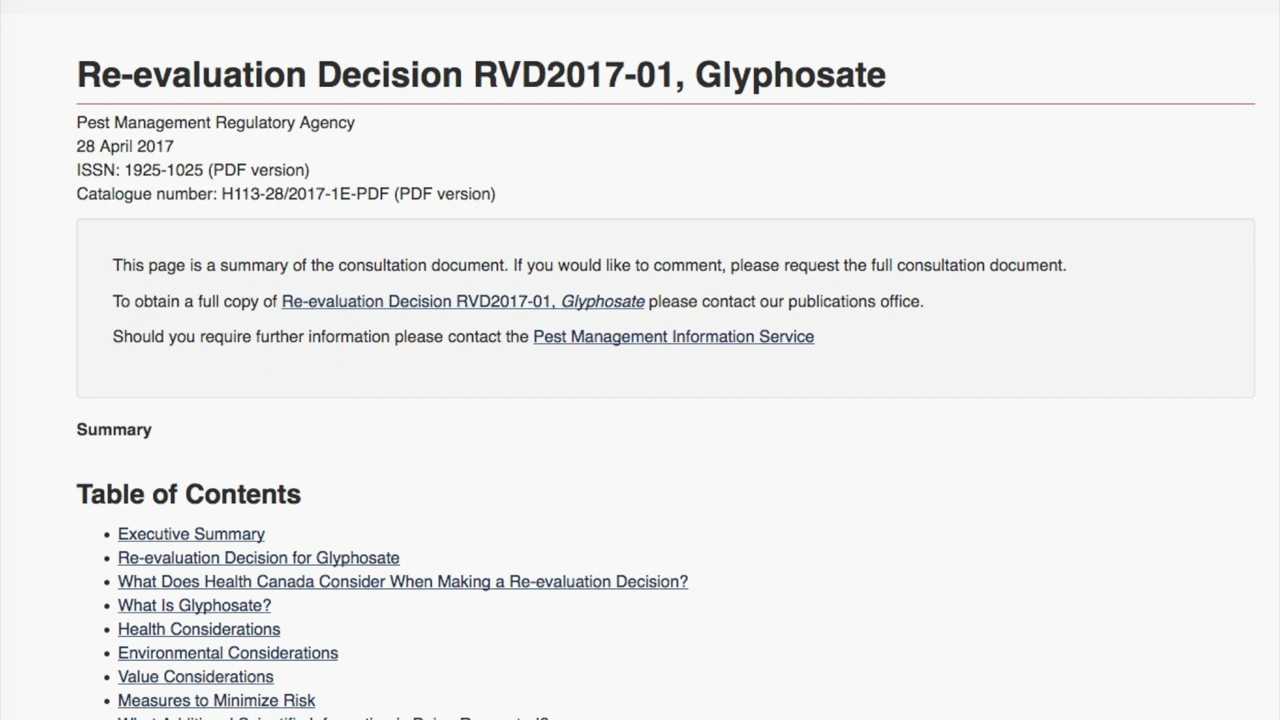 Re-evaluation Decision RVD2017-01, Glyphosate
Pest Management Regulatory Agency
28 April 2017
ISSN: 1925-1025 (PDF version)
Catalogue number: H113-28/2017-1E-PDF (PDF version)
This page is a summary of the consultation document. If you would like to comment, please request the full consultation document.
To obtain a full copy of Re-evaluation Decision RVD2017-01, Glyphosate please contact our publications office.
Should you require further information please contact the Pest Management Information Service
Summary
Table of Contents
• Executive Summary
• Re-evaluation Decision for Glyphosate
• What Does Health Canada Consider When Making a Re-evaluation Decision?
• What Is Glyphosate?
• Health Considerations
• Environmental Considerations
• Value Considerations
• Measures to Minimize Risk